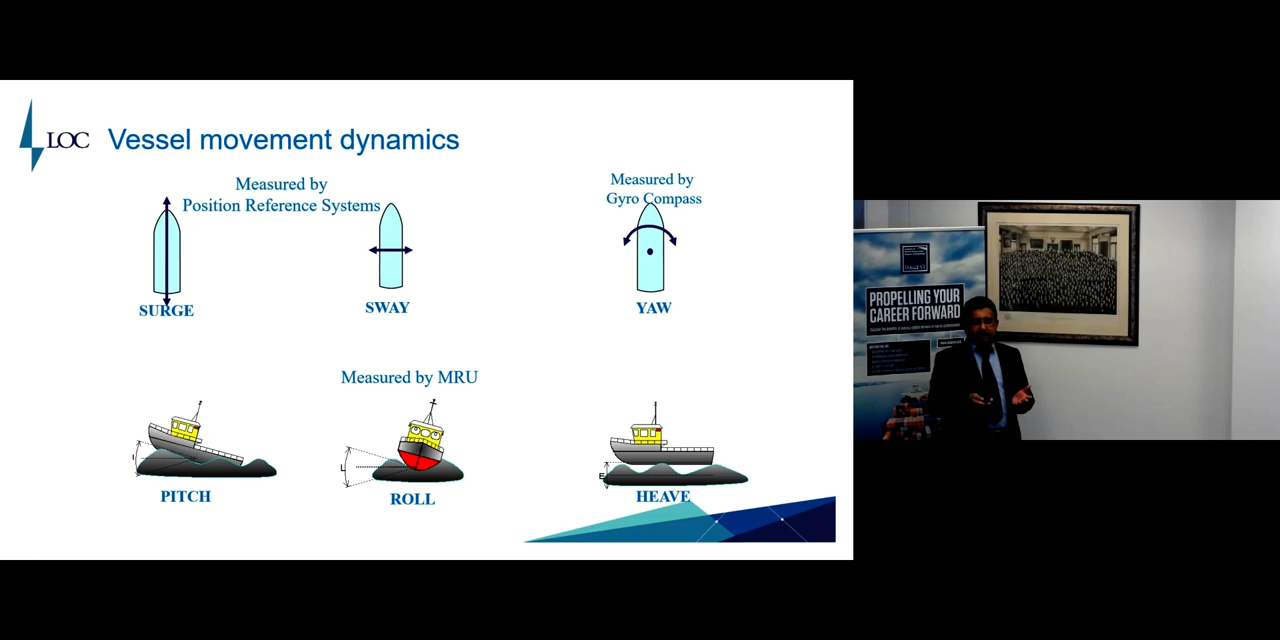 LOC
Vessel movement dynamics
Measured by
Position Reference Systems
Measured by
Gyro Compass
SURGE
SWAY
YAW
Measured by MRU
PITCH
ROLL
L
HEAVE
E
PROPELLING YOUR
CAREER FORWARD